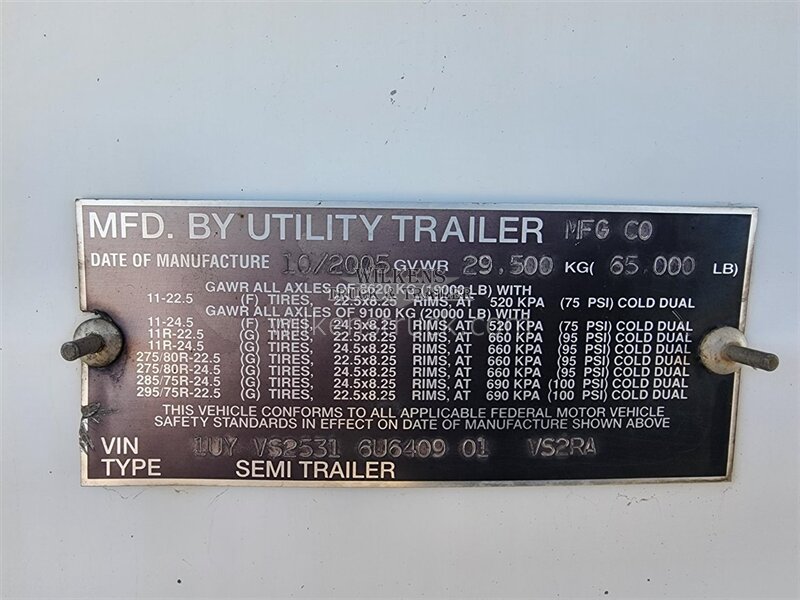 MFD. BY UTILITY TRAILER MFG CO
DATE OF MANUFACTURE 10/2005 GVWR 29.500 KG( 65.000 LB)
WILKENS
GAWR ALL AXLES OF 8620 KG (19000 LB) WITH
11-22.5 (F) TIRES, 22.5x8.25 RIMS, AT 520 KPA (75 PSI) COLD DUAL
GAWR ALL AXLES OF 9100 KG (20000 LB) WITH
11-24.5 (F) TIRES, 24.5x8.25 RIMS, AT 520 KPA (75 PSI) COLD DUAL
11R-22.5 (G) TIRES, 22.5x8.25 RIMS, AT 660 KPA (95 PSI) COLD DUAL
11R-24.5 (G) TIRES, 24.5x8.25 RIMS, AT 660 KPA (95 PSI) COLD DUAL
275/80R-22.5 (G) TIRES, 22.5x8.25 RIMS, AT 660 KPA (95 PSI) COLD DUAL
275/80R-24.5 (G) TIRES, 24.5x8.25 RIMS, AT 660 KPA (95 PSI) COLD DUAL
285/75R-24.5 (G) TIRES, 24.5x8.25 RIMS, AT 690 KPA (100 PSI) COLD DUAL
295/75R-22.5 (G) TIRES, 22.5x8.25 RIMS, AT 690 KPA (100 PSI) COLD DUAL
THIS VEHICLE CONFORMS TO ALL APPLICABLE FEDERAL MOTOR VEHICLE
SAFETY STANDARDS IN EFFECT ON DATE OF MANUFACTURE SHOWN ABOVE
VIN 1UY VS2531 6U6409 01 VS2RA
TYPE SEMI TRAILER